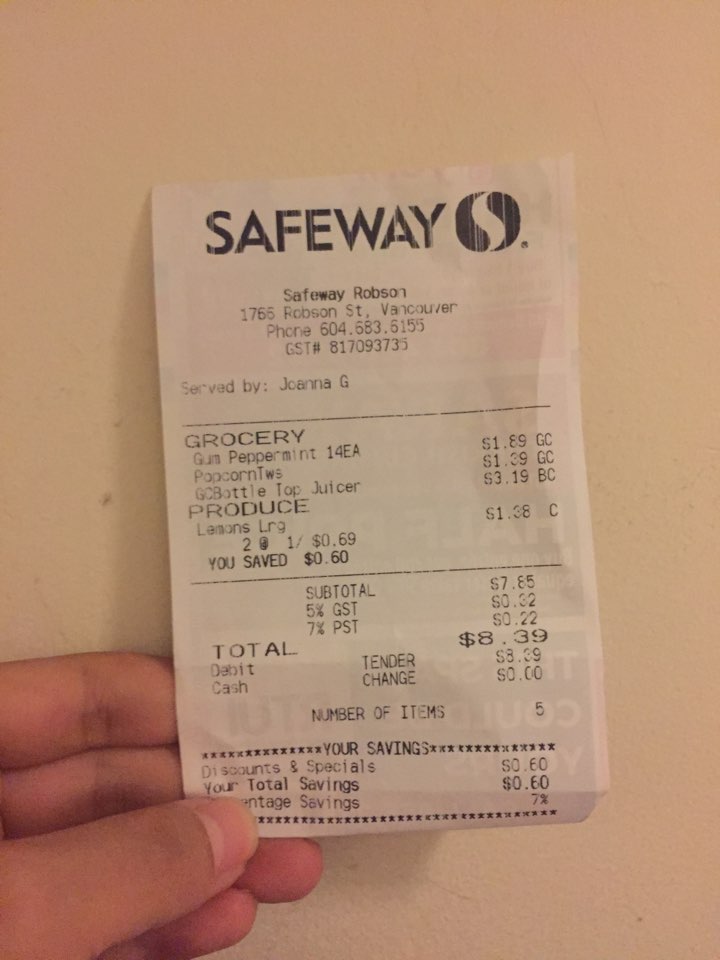 SAFEWAY
Safeway Robson
1766 Robson St, Vancouver
Phone 604.683.6155
GST# 817093735
Served by: Joanna G
GROCERY
Gum Peppermint 14EA $1.89 GC
PopcornTws $1.39 GC
GCBottle Top Juicer $3.19 BC
PRODUCE
Lemons Lrg $1.38 C
2 @ 1/ $0.69
YOU SAVED $0.60
SUBTOTAL $7.85
5% GST $0.32
7% PST $0.22
TOTAL $8.39
Debit TENDER $8.39
Cash CHANGE $0.00
NUMBER OF ITEMS 5
************YOUR SAVINGS*************
Discounts & Specials $0.60
Your Total Savings $0.60
entage Savings 7%